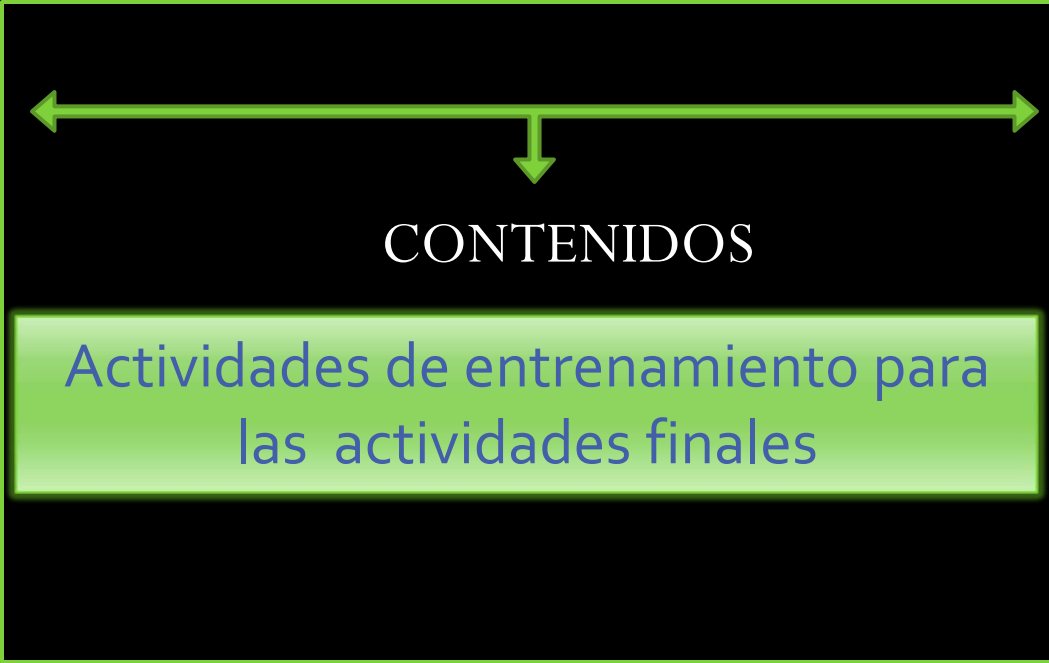 CONTENIDOS
Actividades de entrenamiento para
las actividades finales